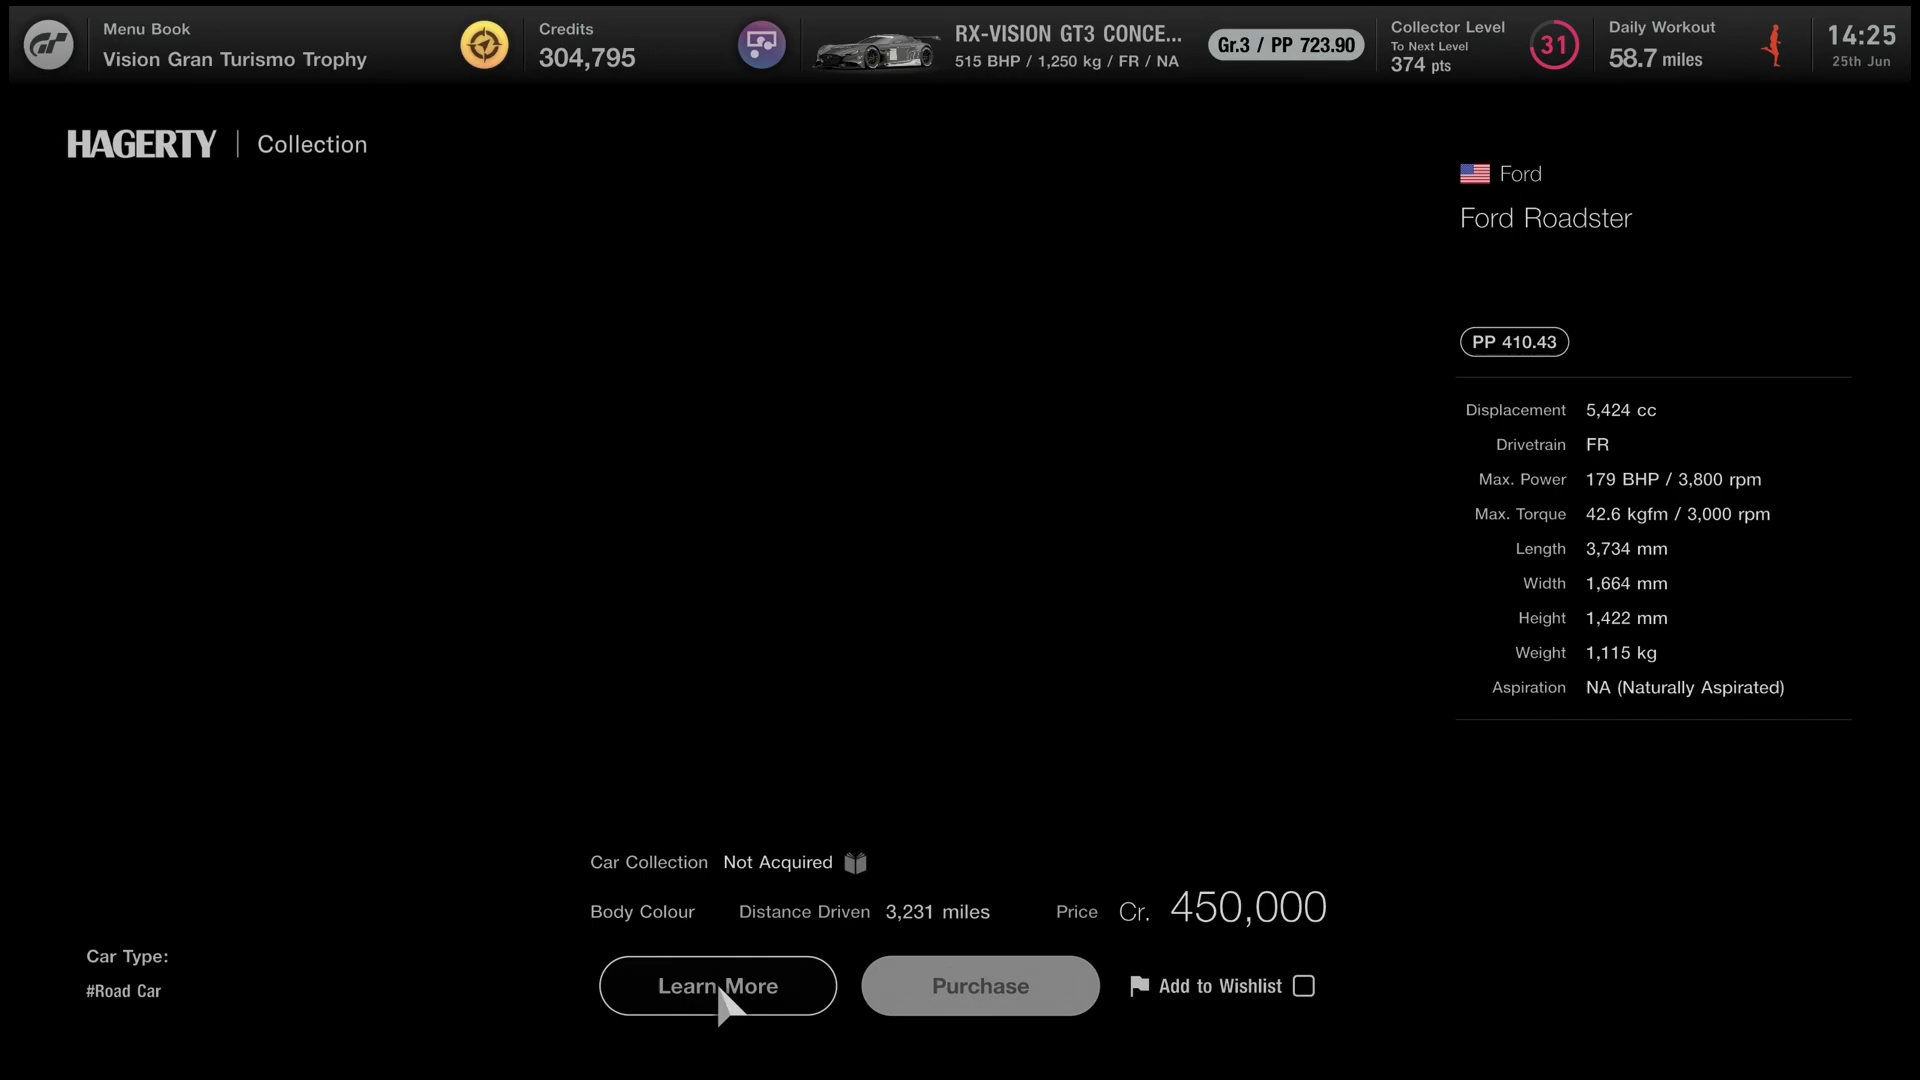 Menu Book
Vision Gran Turismo Trophy
Credits
304,795
RX-VISION GT3 CONCE...
515 BHP / 1,250 kg / FR / NA
Gr.3 / PP 723.90
Collector Level
To Next Level
374 pts
31
Daily Workout
58.7 miles
14:25
25th Jun
HAGERTY | Collection
Ford
Ford Roadster
PP 410.43
Displacement 5,424 cc
Drivetrain FR
Max. Power 179 BHP / 3,800 rpm
Max. Torque 42.6 kgfm / 3,000 rpm
Length 3,734 mm
Width 1,664 mm
Height 1,422 mm
Weight 1,115 kg
Aspiration NA (Naturally Aspirated)
Car Collection Not Acquired
Body Colour Distance Driven 3,231 miles Price Cr. 450,000
Car Type:
#Road Car
Learn More Purchase Add to Wishlist